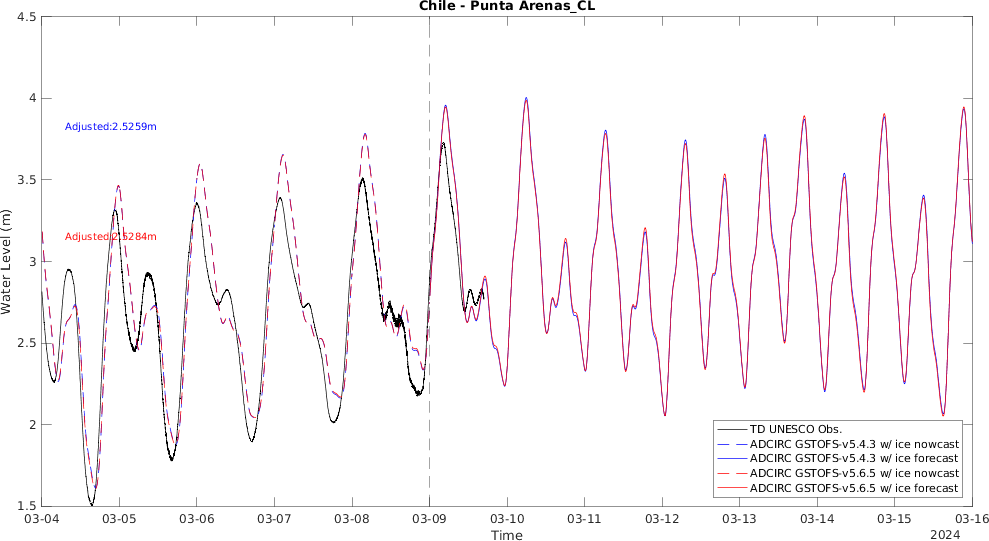 Chile - Punta Arenas_CL
4.5
4
3.5
3
2.5
2
1.5
Water Level (m)
Adjusted:2.5259m
Adjusted:2.5284m
TD UNESCO Obs.
ADCIRC GSTOFS-v5.4.3 w/ ice nowcast
ADCIRC GSTOFS-v5.4.3 w/ ice forecast
ADCIRC GSTOFS-v5.6.5 w/ ice nowcast
ADCIRC GSTOFS-v5.6.5 w/ ice forecast
03-04 03-05 03-06 03-07 03-08 03-09 03-10 03-11 03-12 03-13 03-14 03-15 03-16
Time
2024